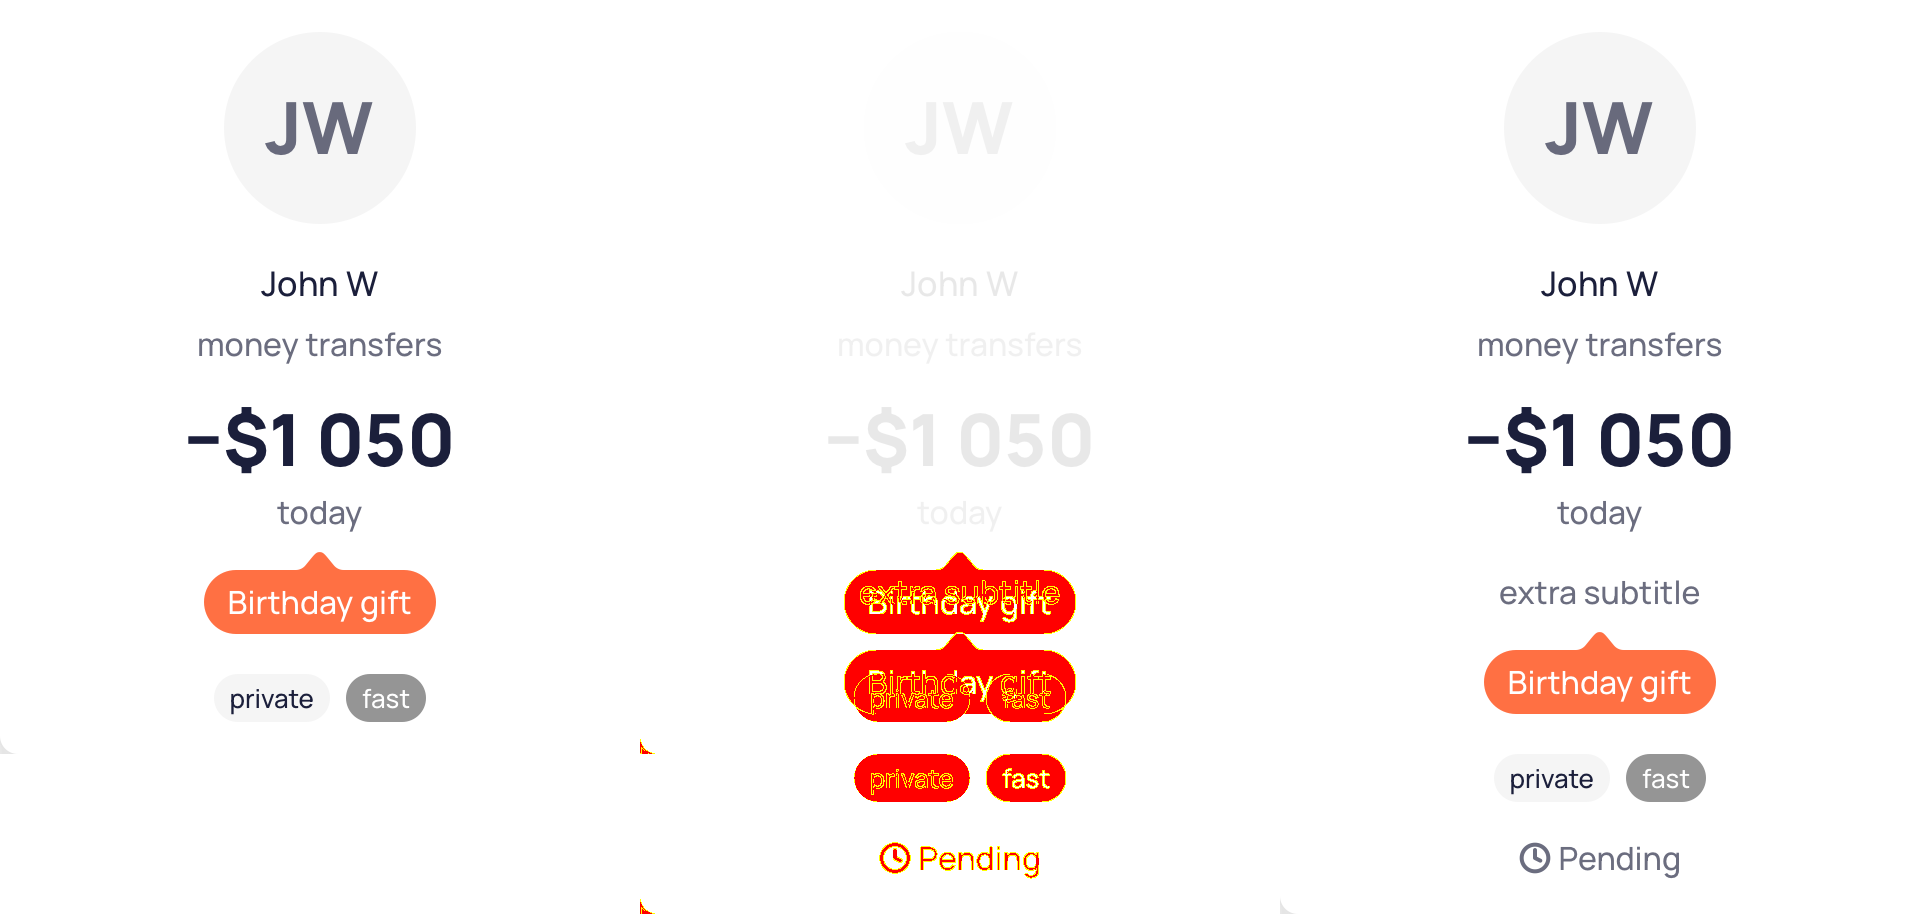 JW
John W
money transfers
−$1 050
today
Birthday gift
private fast
JW
John W
money transfers
−$1 050
today
extra subtitle
Birthday gift
Birthday gift
private fast
private fast
Pending
JW
John W
money transfers
−$1 050
today
extra subtitle
Birthday gift
private fast
Pending